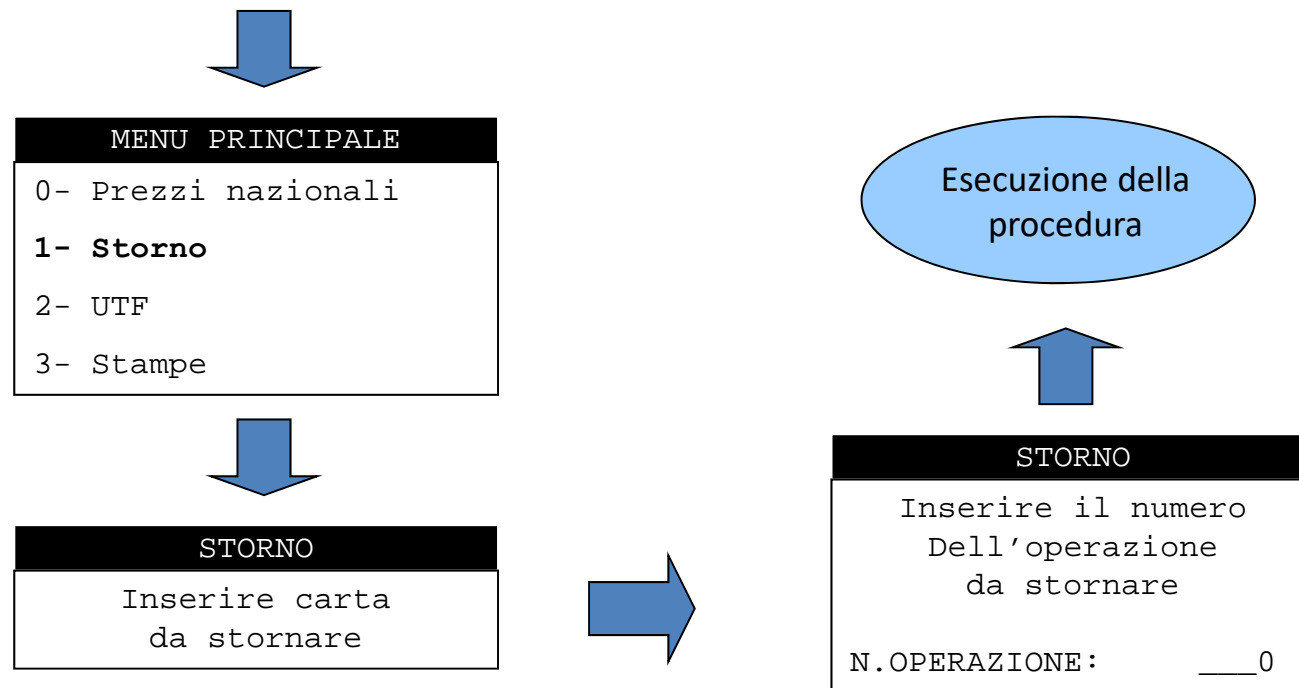 MENU PRINCIPALE
0- Prezzi nazionali
1- Storno
2- UTF
3- Stampe
STORNO
Inserire carta
da stornare
STORNO
Inserire il numero
Dell’operazione
da stornare
N.OPERAZIONE: ___0
Esecuzione della
procedura